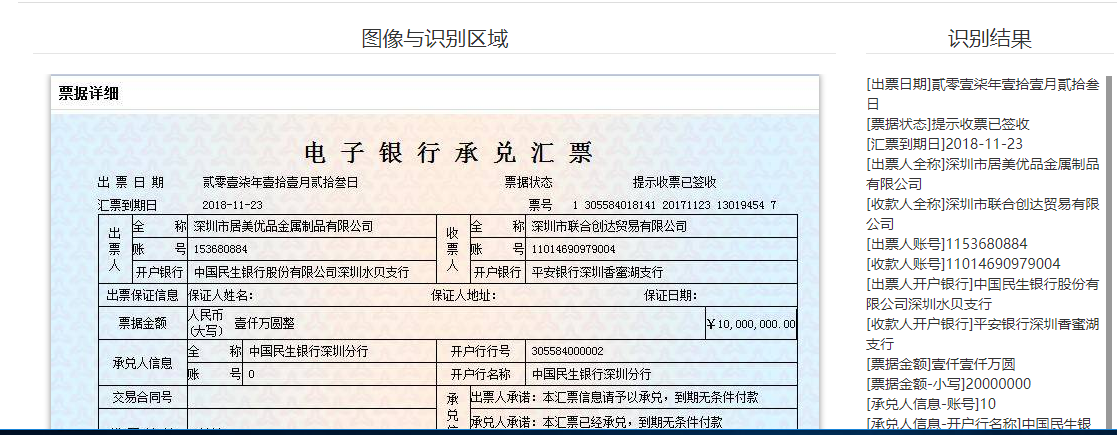 图像与识别区域
识别结果
票据详细
电子银行承兑汇票
出票日期 贰零壹柒年壹拾壹月贰拾叁日 票据状态 提示收票已签收
汇票到期日 2018-11-23 票号 1 305584018141 20171123 13019454 7
出票人 全称 深圳市居美优品金属制品有限公司 收票人 全称 深圳市联合创达贸易有限公司
账号 153680884 账号 11014690979004
开户银行 中国民生银行股份有限公司深圳水贝支行 开户银行 平安银行深圳香蜜湖支行
出票保证信息 保证人姓名: 保证人地址: 保证日期:
票据金额 人民币(大写) 壹仟万圆整 ¥10,000,000.00
承兑人信息 全称 中国民生银行深圳分行 开户行行号 305584000002
账号 0 开户行名称 中国民生银行深圳分行
交易合同号 承兑 出票人承诺: 本汇票信息请予以承兑，到期无条件付款
承兑人承诺: 本汇票已经承兑，到期无条件付款
[出票日期]贰零壹柒年壹拾壹月贰拾叁
日
[票据状态]提示收票已签收
[汇票到期日]2018-11-23
[出票人全称]深圳市居美优品金属制品
有限公司
[收款人全称]深圳市联合创达贸易有限
公司
[出票人账号]1153680884
[收款人账号]11014690979004
[出票人开户银行]中国民生银行股份有
限公司深圳水贝支行
[收款人开户银行]平安银行深圳香蜜湖
支行
[票据金额]壹仟壹仟万圆
[票据金额-小写]20000000
[承兑人信息-账号]10
[承兑人信息-开户行名称]中国民生银